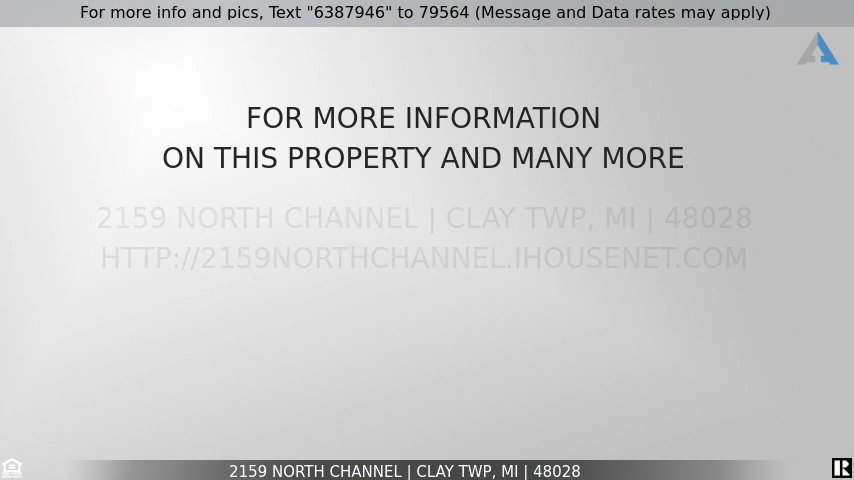 For more info and pics, Text "6387946" to 79564 (Message and Data rates may apply)
FOR MORE INFORMATION
ON THIS PROPERTY AND MANY MORE
2159 NORTH CHANNEL | CLAY TWP, MI | 48028
HTTP://2159NORTHCHANNEL.IHOUSENET.COM
2159 NORTH CHANNEL | CLAY TWP, MI | 48028